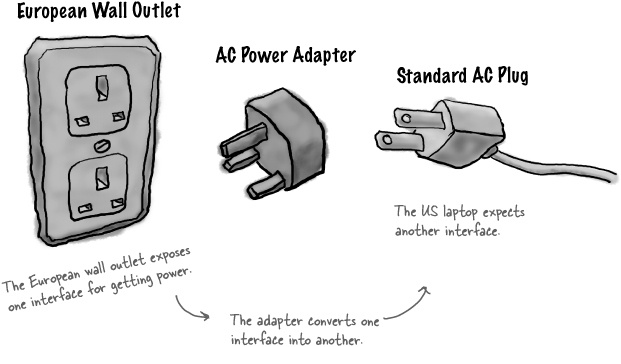 European Wall Outlet
AC Power Adapter
Standard AC Plug
The US laptop expects
another interface.
The European wall outlet exposes
one interface for getting power.
The adapter converts one
interface into another.